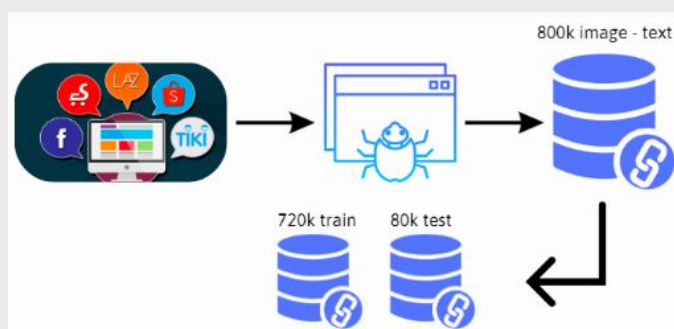 800k image - text
LAZ
S
S
f
TIKI
720k train
80k test